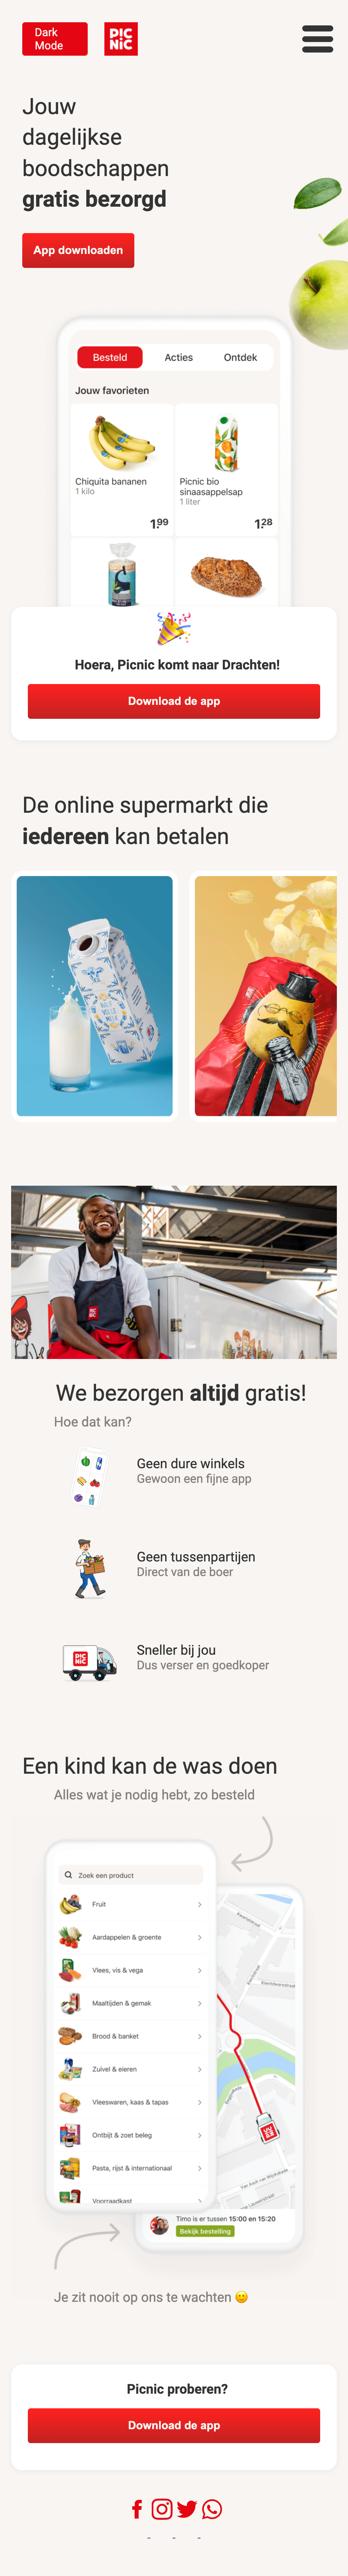 Dark
Mode
PIC
NIC
Jouw
dagelijkse
boodschappen
gratis bezorgd
App downloaden
Besteld
Acties
Ontdek
Jouw favorieten
Chiquita bananen
1 kilo
1.99
Picnic bio
sinaasappelsap
1 liter
1.28
Hoera, Picnic komt naar Drachten!
Download de app
De online supermarkt die
iedereen kan betalen
We bezorgen altijd gratis!
Hoe dat kan?
Geen dure winkels
Gewoon een fijne app
Geen tussenpartijen
Direct van de boer
PIC
NIC
Sneller bij jou
Dus verser en goedkoper
Een kind kan de was doen
Alles wat je nodig hebt, zo besteld
Zoek een product
Fruit
Aardappelen & groente
Vlees, vis & vega
Maaltijden & gemak
Brood & banket
Zuivel & eieren
Vleeswaren, kaas & tapas
Ontbijt & zoet beleg
Pasta, rijst & internationaal
Voorraadkast
Timo is er tussen 15:00 en 15:20
Bekijk bestelling
Je zit nooit op ons te wachten 🙂
Picnic proberen?
Download de app
- - -